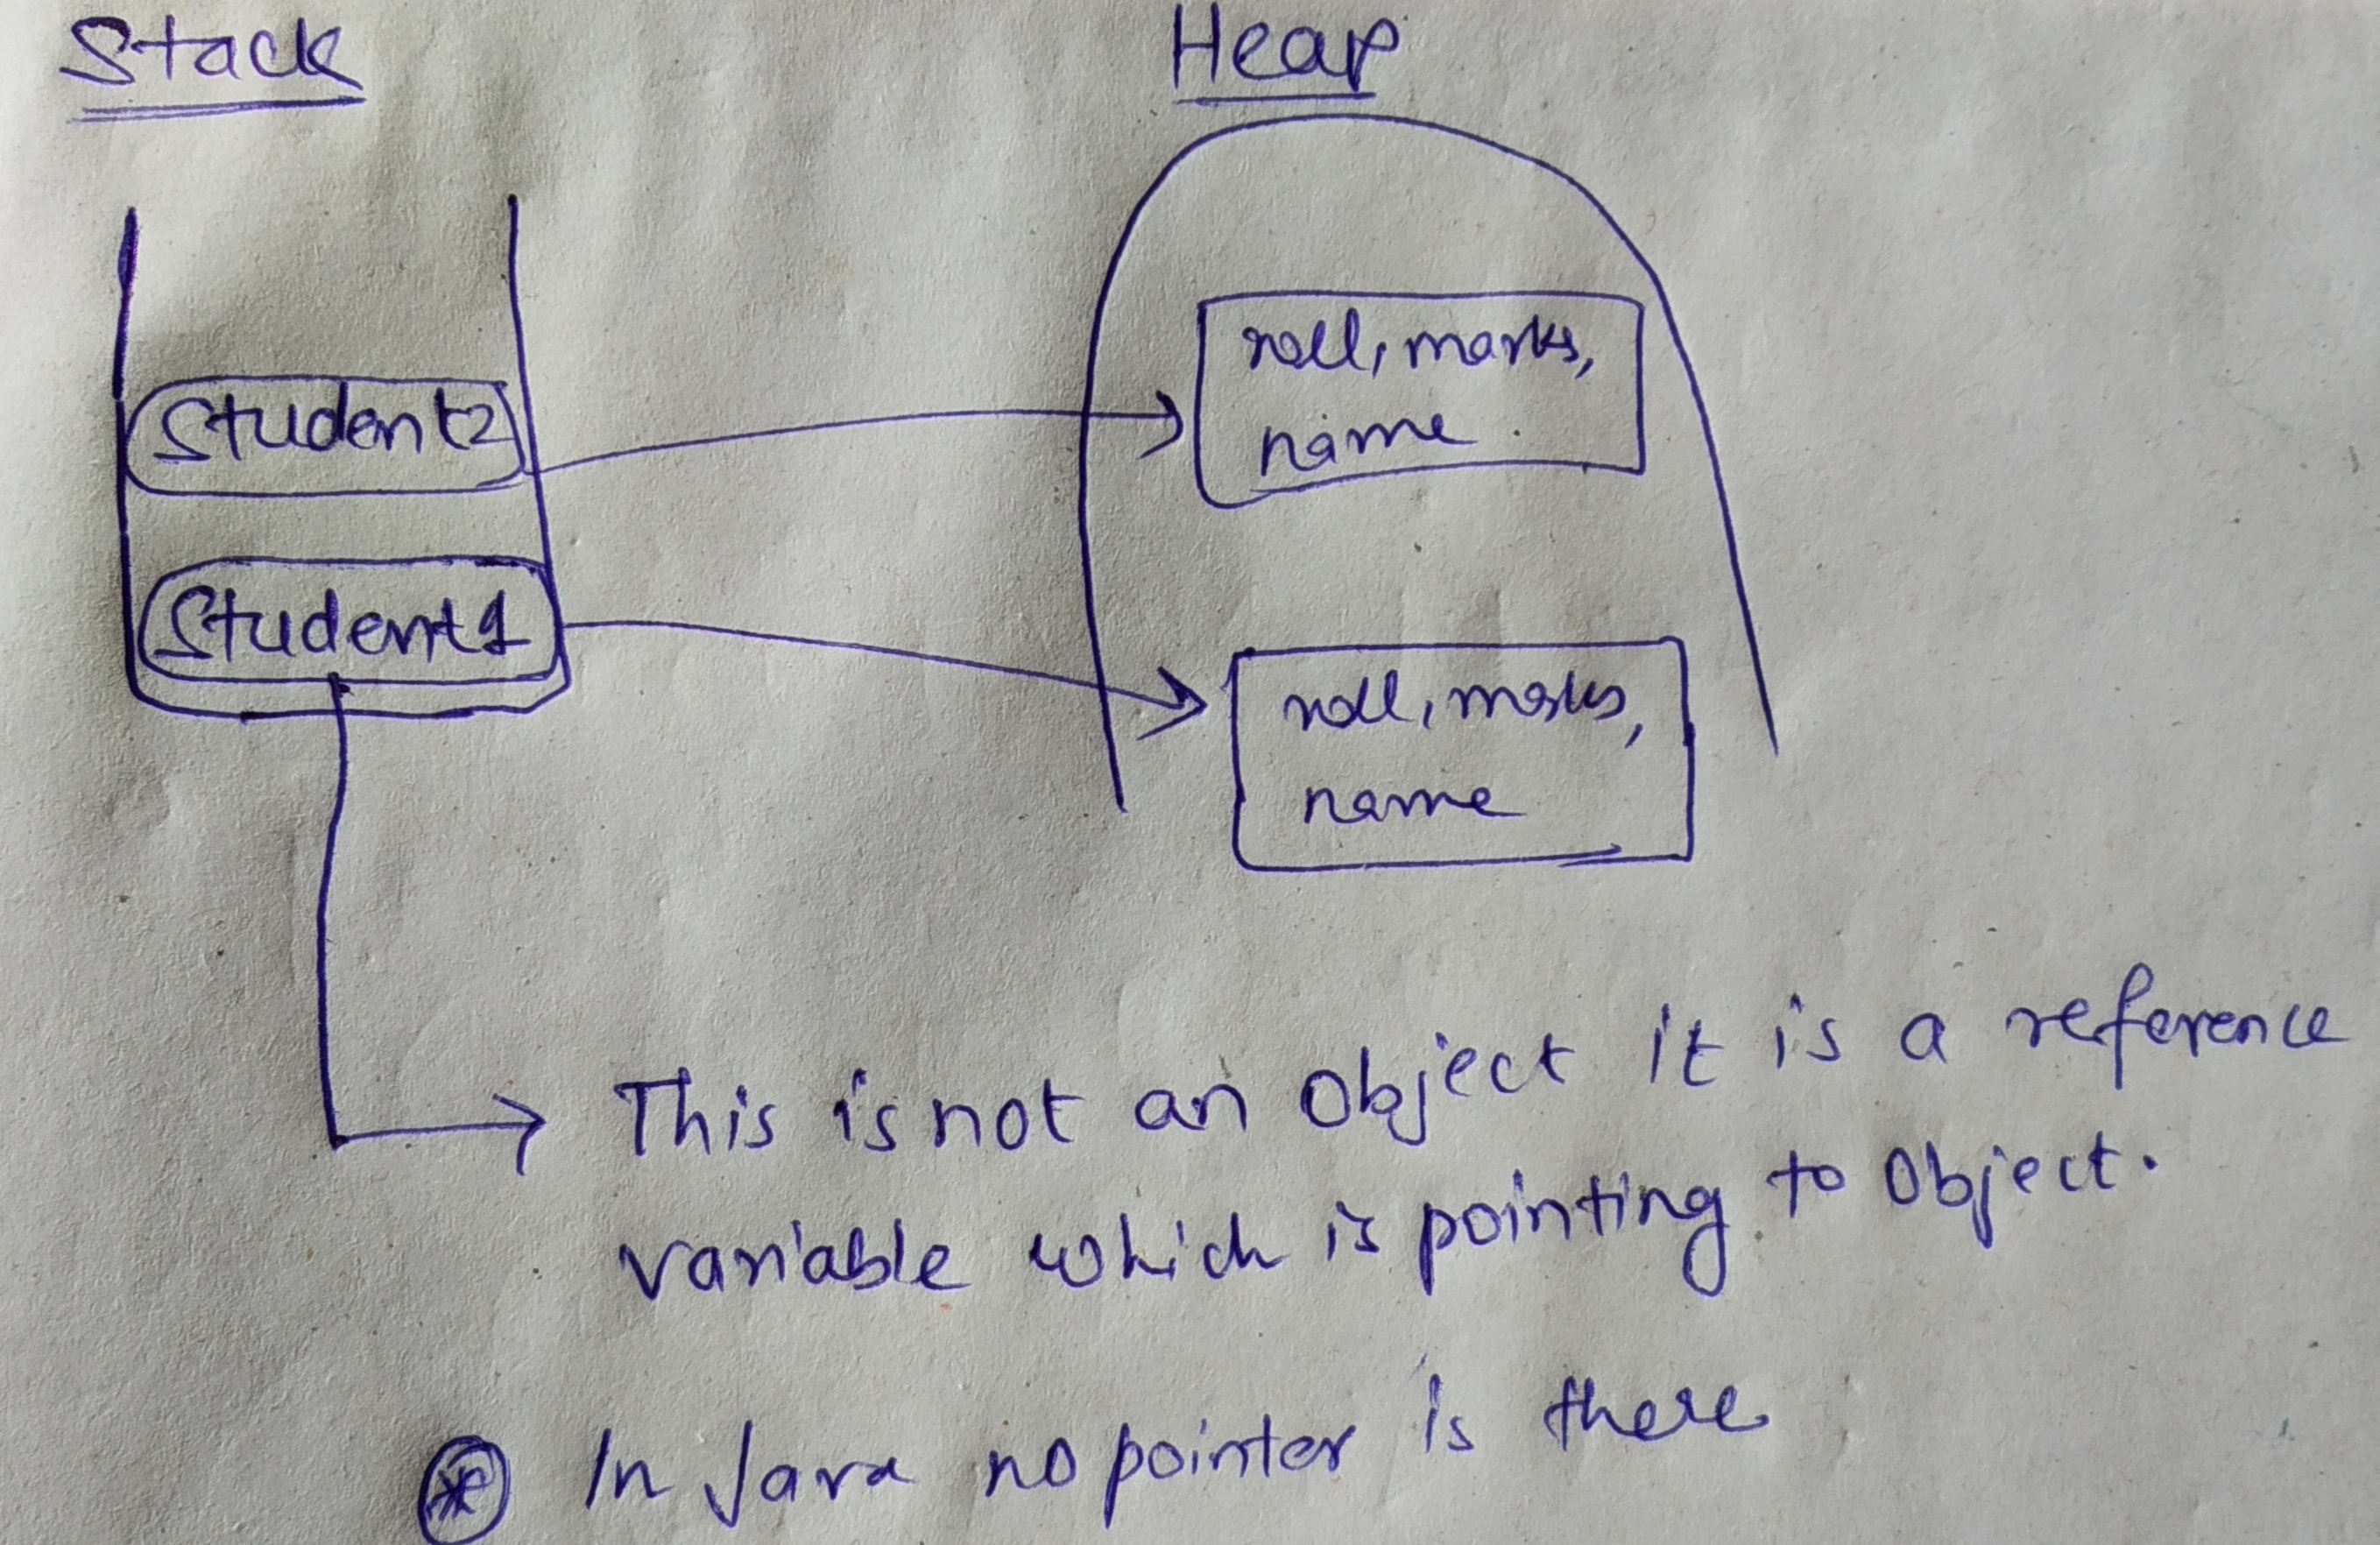 Stack
Heap
Student2
roll, marks,
name
Student1
roll, marks,
name
This is not an Object it is a reference
variable which is pointing to Object.
* In Java no pointer is there